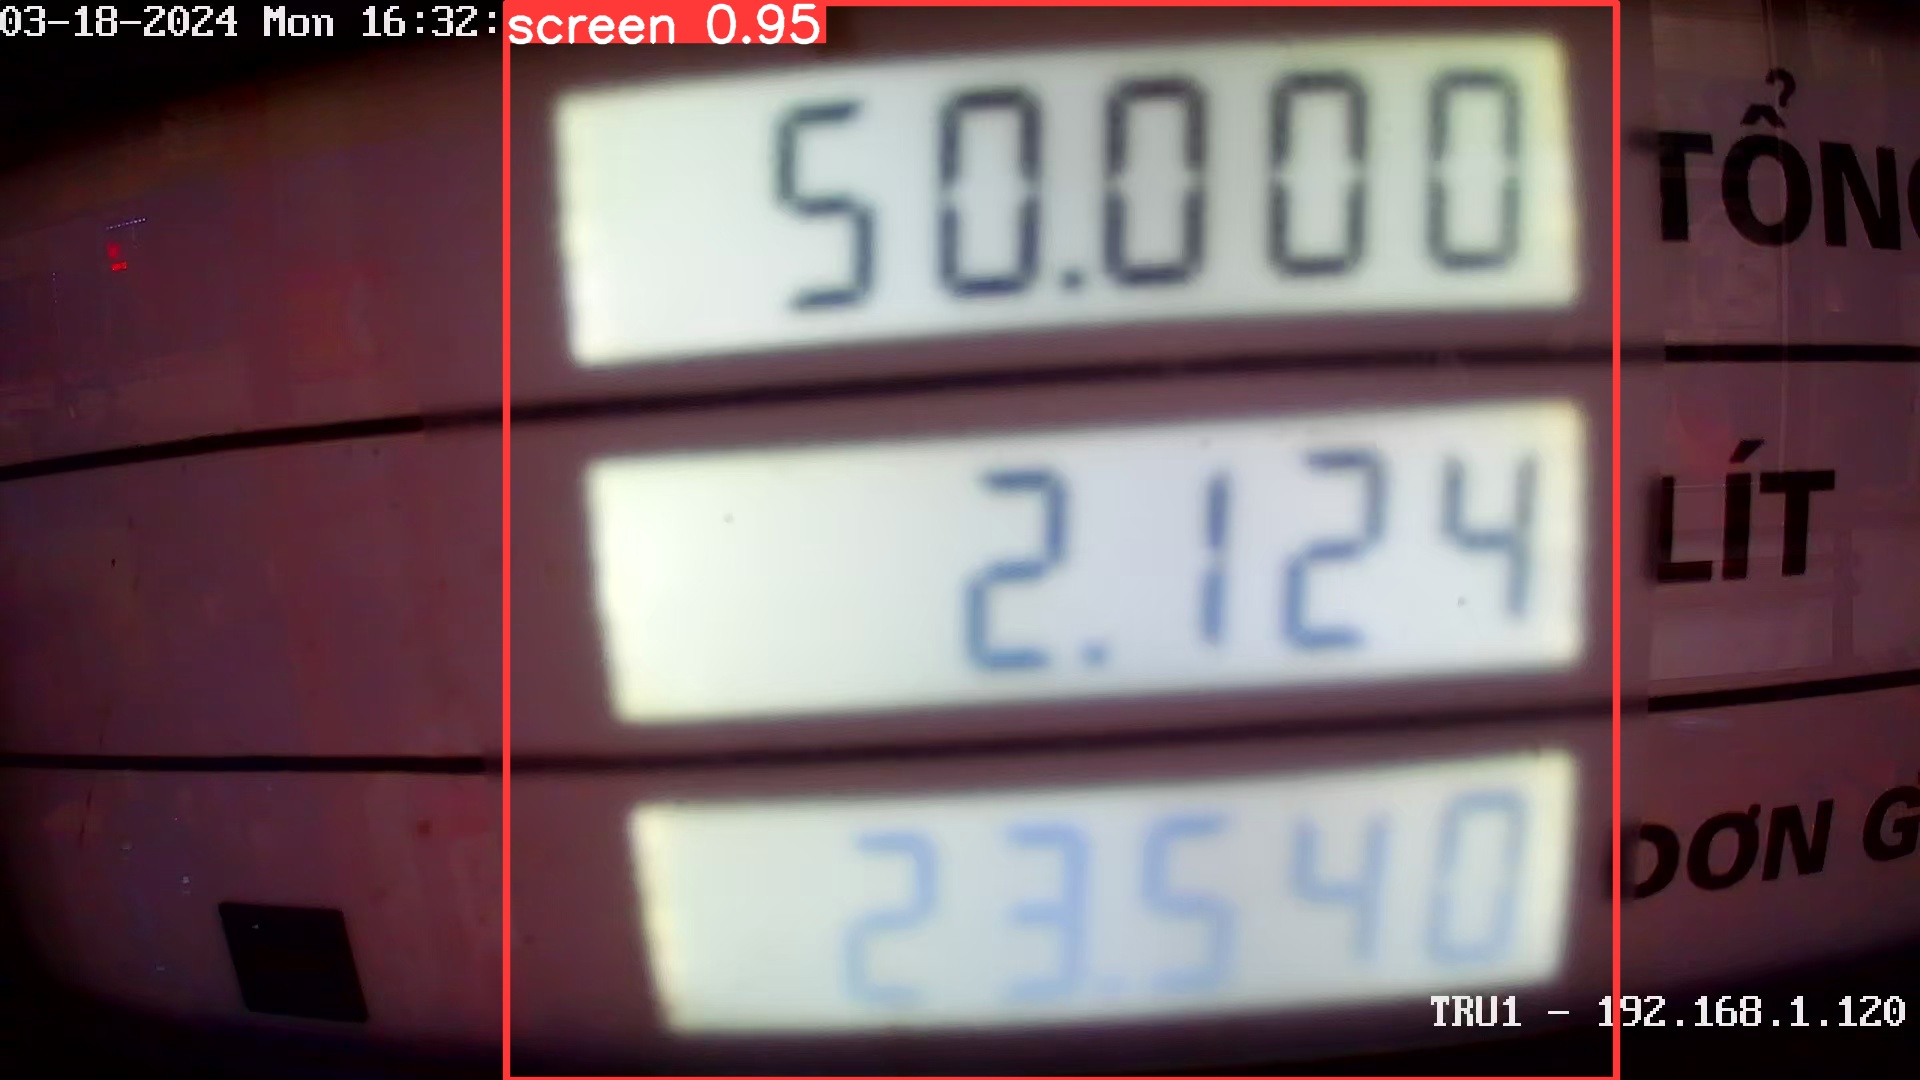 03-18-2024 Mon 16:32:
screen 0.95
50.000
TỔNG
2.124
LÍT
23.540
ĐƠN G
TRU1 - 192.168.1.120